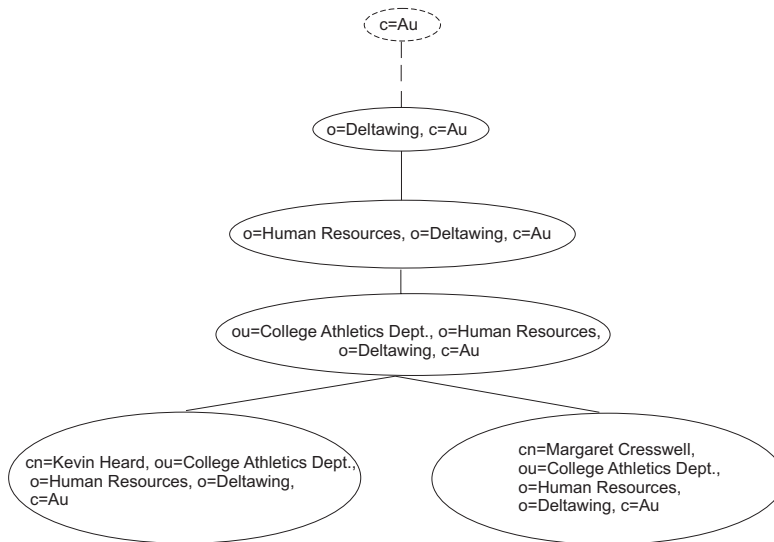 c=Au
o=Deltawing, c=Au
o=Human Resources, o=Deltawing, c=Au
ou=College Athletics Dept., o=Human Resources,
o=Deltawing, c=Au
cn=Kevin Heard, ou=College Athletics Dept.,
o=Human Resources, o=Deltawing,
c=Au
cn=Margaret Cresswell,
ou=College Athletics Dept.,
o=Human Resources,
o=Deltawing, c=Au